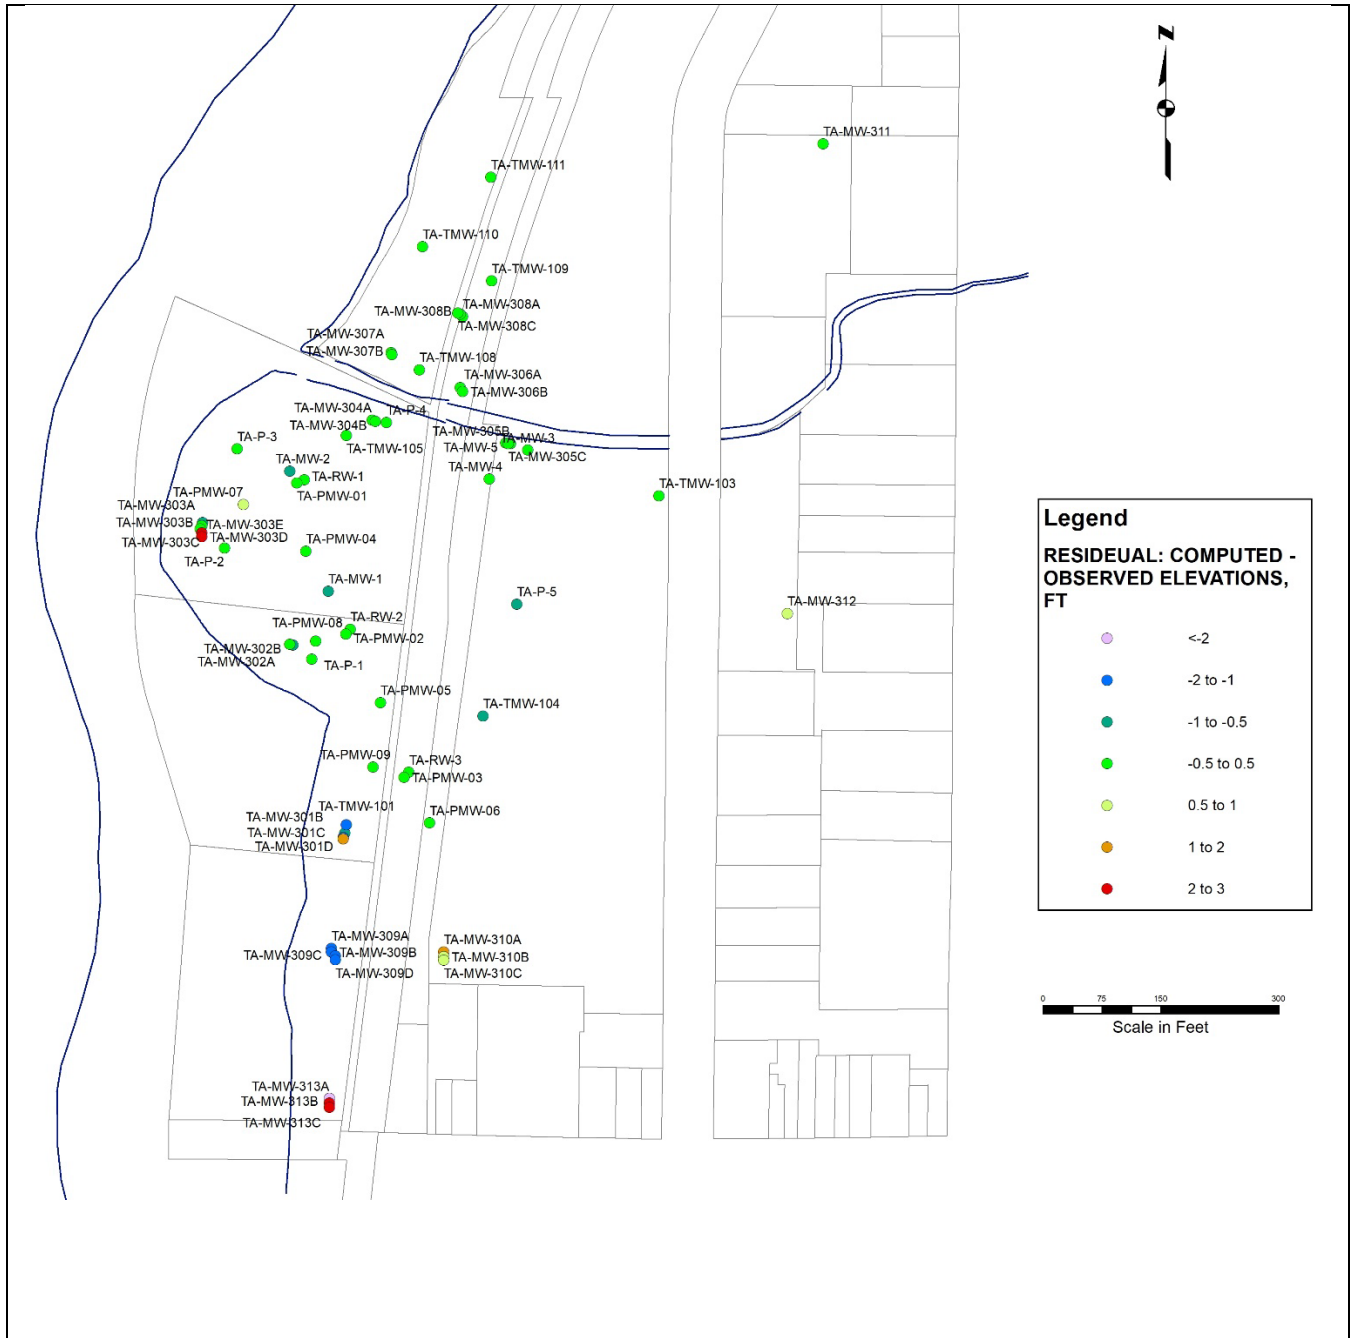 N
TA-MW-311
TA-TMW-111
TA-TMW-110
TA-TMW-109
TA-MW-308A
TA-MW-308B
TA-MW-308C
TA-MW-307A
TA-MW-307B
TA-TMW-108
TA-MW-306A
TA-MW-306B
TA-MW-304A
TA-P-4
TA-MW-304B
TA-MW-305B
TA-MW-3
TA-P-3
TA-TMW-105
TA-MW-5
TA-MW-305C
TA-MW-2
TA-MW-4
TA-RW-1
TA-PMW-07
TA-PMW-01
TA-TMW-103
TA-MW-303A
TA-MW-303B
TA-MW-303E
TA-MW-303D
TA-MW-303C
TA-PMW-04
TA-P-2
TA-MW-1
TA-P-5
TA-MW-312
TA-RW-2
TA-PMW-08
TA-PMW-02
TA-MW-302B
TA-MW-302A
TA-P-1
TA-PMW-05
TA-TMW-104
TA-PMW-09
TA-RW-3
TA-PMW-03
TA-TMW-101
TA-PMW-06
TA-MW-301B
TA-MW-301C
TA-MW-301D
TA-MW-309A
TA-MW-310A
TA-MW-309C
TA-MW-309B
TA-MW-310B
TA-MW-309D
TA-MW-310C
TA-MW-313A
TA-MW-313B
TA-MW-313C
Legend
RESIDEUAL: COMPUTED -
OBSERVED ELEVATIONS,
FT
<-2
-2 to -1
-1 to -0.5
-0.5 to 0.5
0.5 to 1
1 to 2
2 to 3
0 75 150 300
Scale in Feet